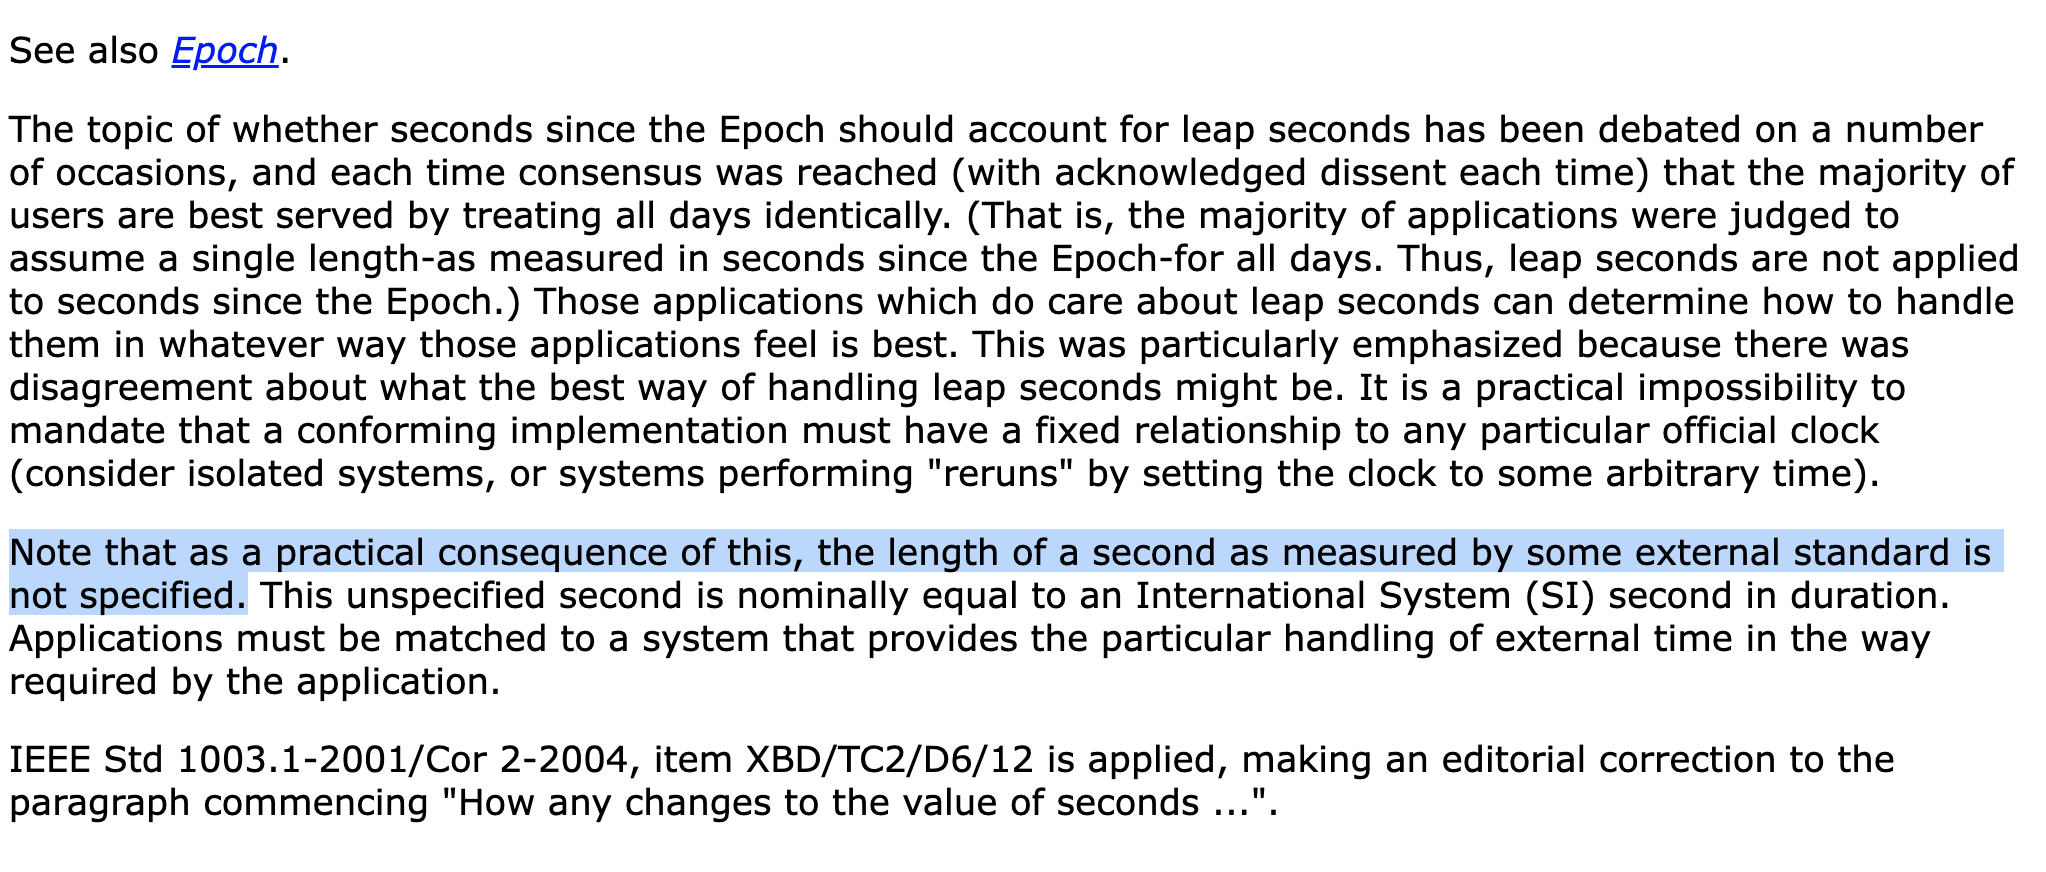 See also Epoch.
The topic of whether seconds since the Epoch should account for leap seconds has been debated on a number
of occasions, and each time consensus was reached (with acknowledged dissent each time) that the majority of
users are best served by treating all days identically. (That is, the majority of applications were judged to
assume a single length-as measured in seconds since the Epoch-for all days. Thus, leap seconds are not applied
to seconds since the Epoch.) Those applications which do care about leap seconds can determine how to handle
them in whatever way those applications feel is best. This was particularly emphasized because there was
disagreement about what the best way of handling leap seconds might be. It is a practical impossibility to
mandate that a conforming implementation must have a fixed relationship to any particular official clock
(consider isolated systems, or systems performing "reruns" by setting the clock to some arbitrary time).
Note that as a practical consequence of this, the length of a second as measured by some external standard is
not specified. This unspecified second is nominally equal to an International System (SI) second in duration.
Applications must be matched to a system that provides the particular handling of external time in the way
required by the application.
IEEE Std 1003.1-2001/Cor 2-2004, item XBD/TC2/D6/12 is applied, making an editorial correction to the
paragraph commencing "How any changes to the value of seconds ...".